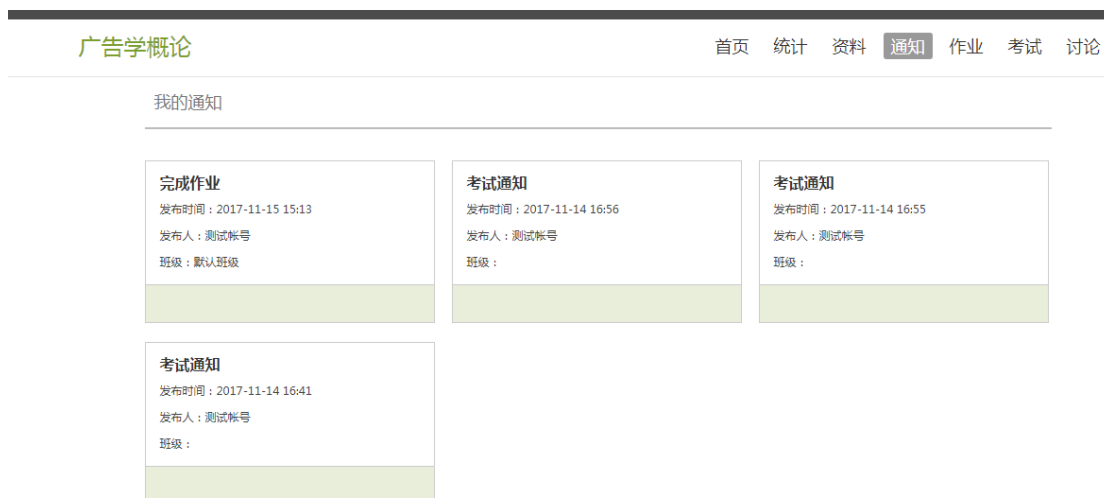 广告学概论
首页 统计 资料 通知 作业 考试 讨论
我的通知
完成作业
发布时间：2017-11-15 15:13
发布人：测试帐号
班级：默认班级
考试通知
发布时间：2017-11-14 16:56
发布人：测试帐号
班级：
考试通知
发布时间：2017-11-14 16:55
发布人：测试帐号
班级：
考试通知
发布时间：2017-11-14 16:41
发布人：测试帐号
班级：